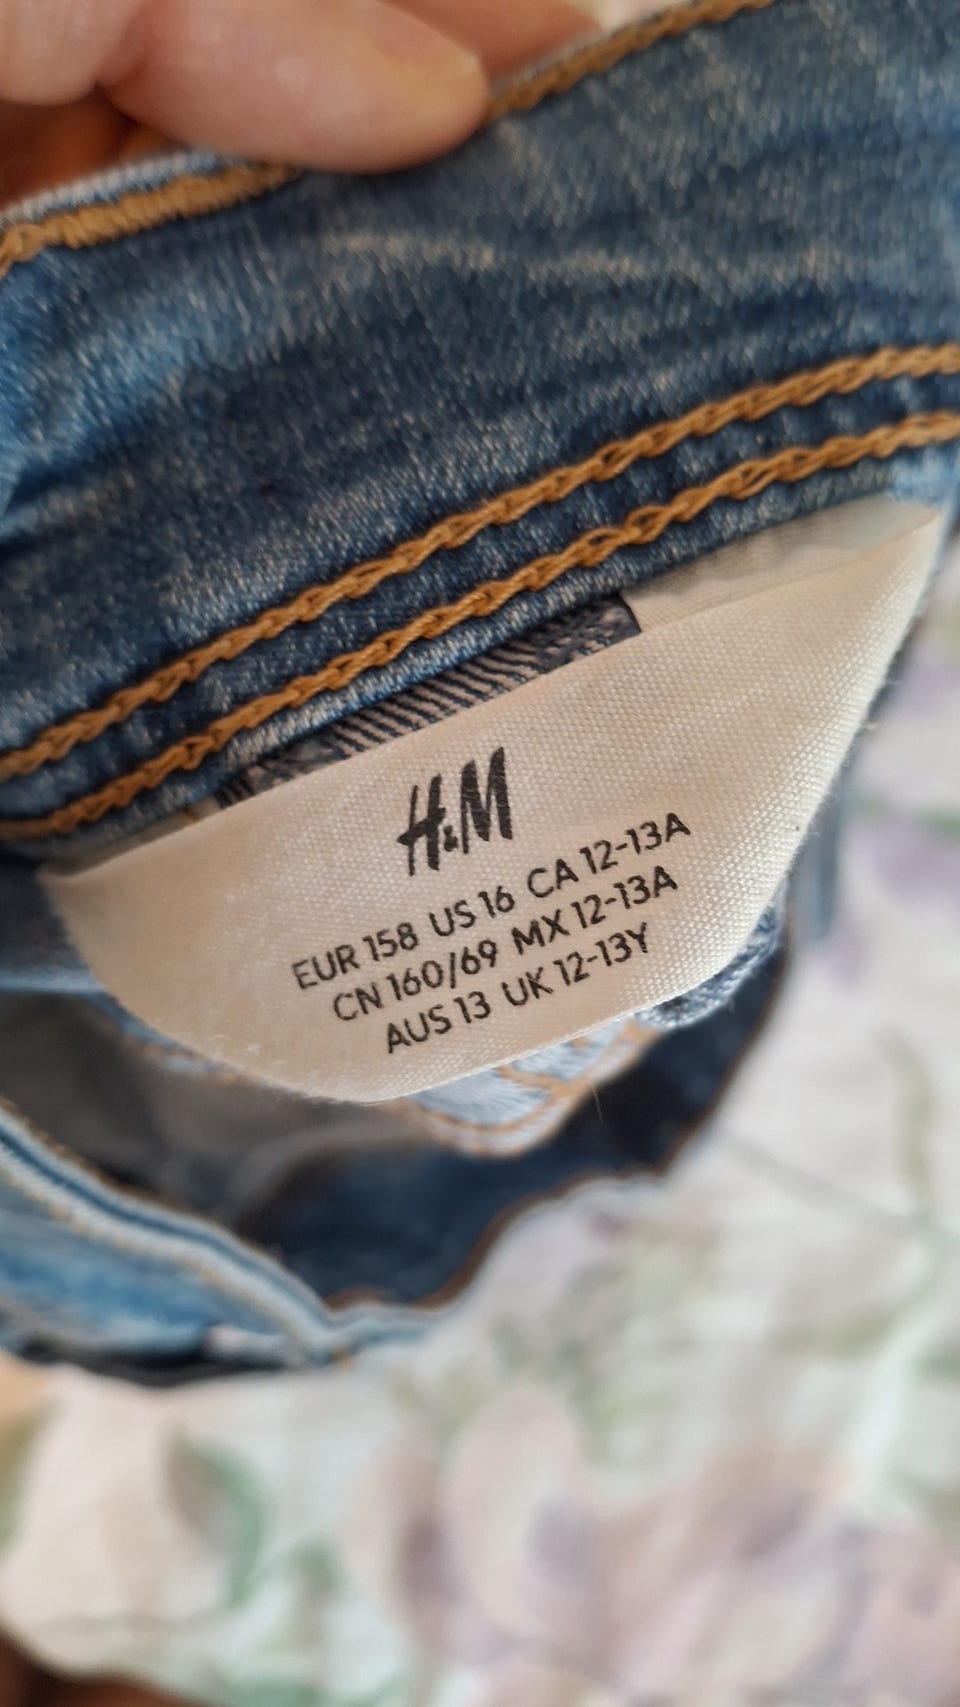 H&M
EUR 158 US 16 CA 12-13A
CN 160/69 MX 12-13A
AUS 13 UK 12-13Y